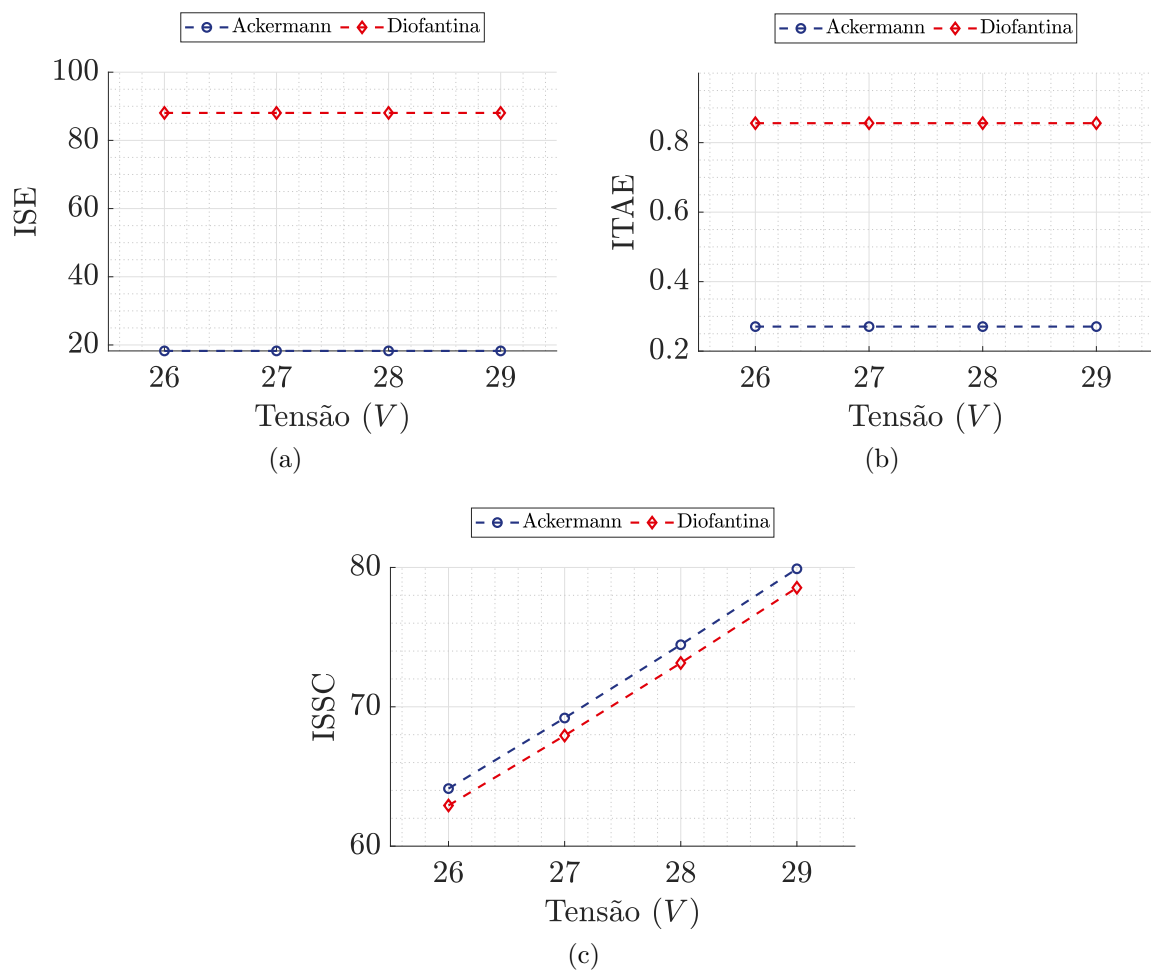 Ackermann Diofantina
100
80
60
40
20
ISE
26 27 28 29
Tensão (V)
(a)
Ackermann Diofantina
0.8
0.6
0.4
0.2
ITAE
26 27 28 29
Tensão (V)
(b)
Ackermann Diofantina
80
70
60
ISSC
26 27 28 29
Tensão (V)
(c)